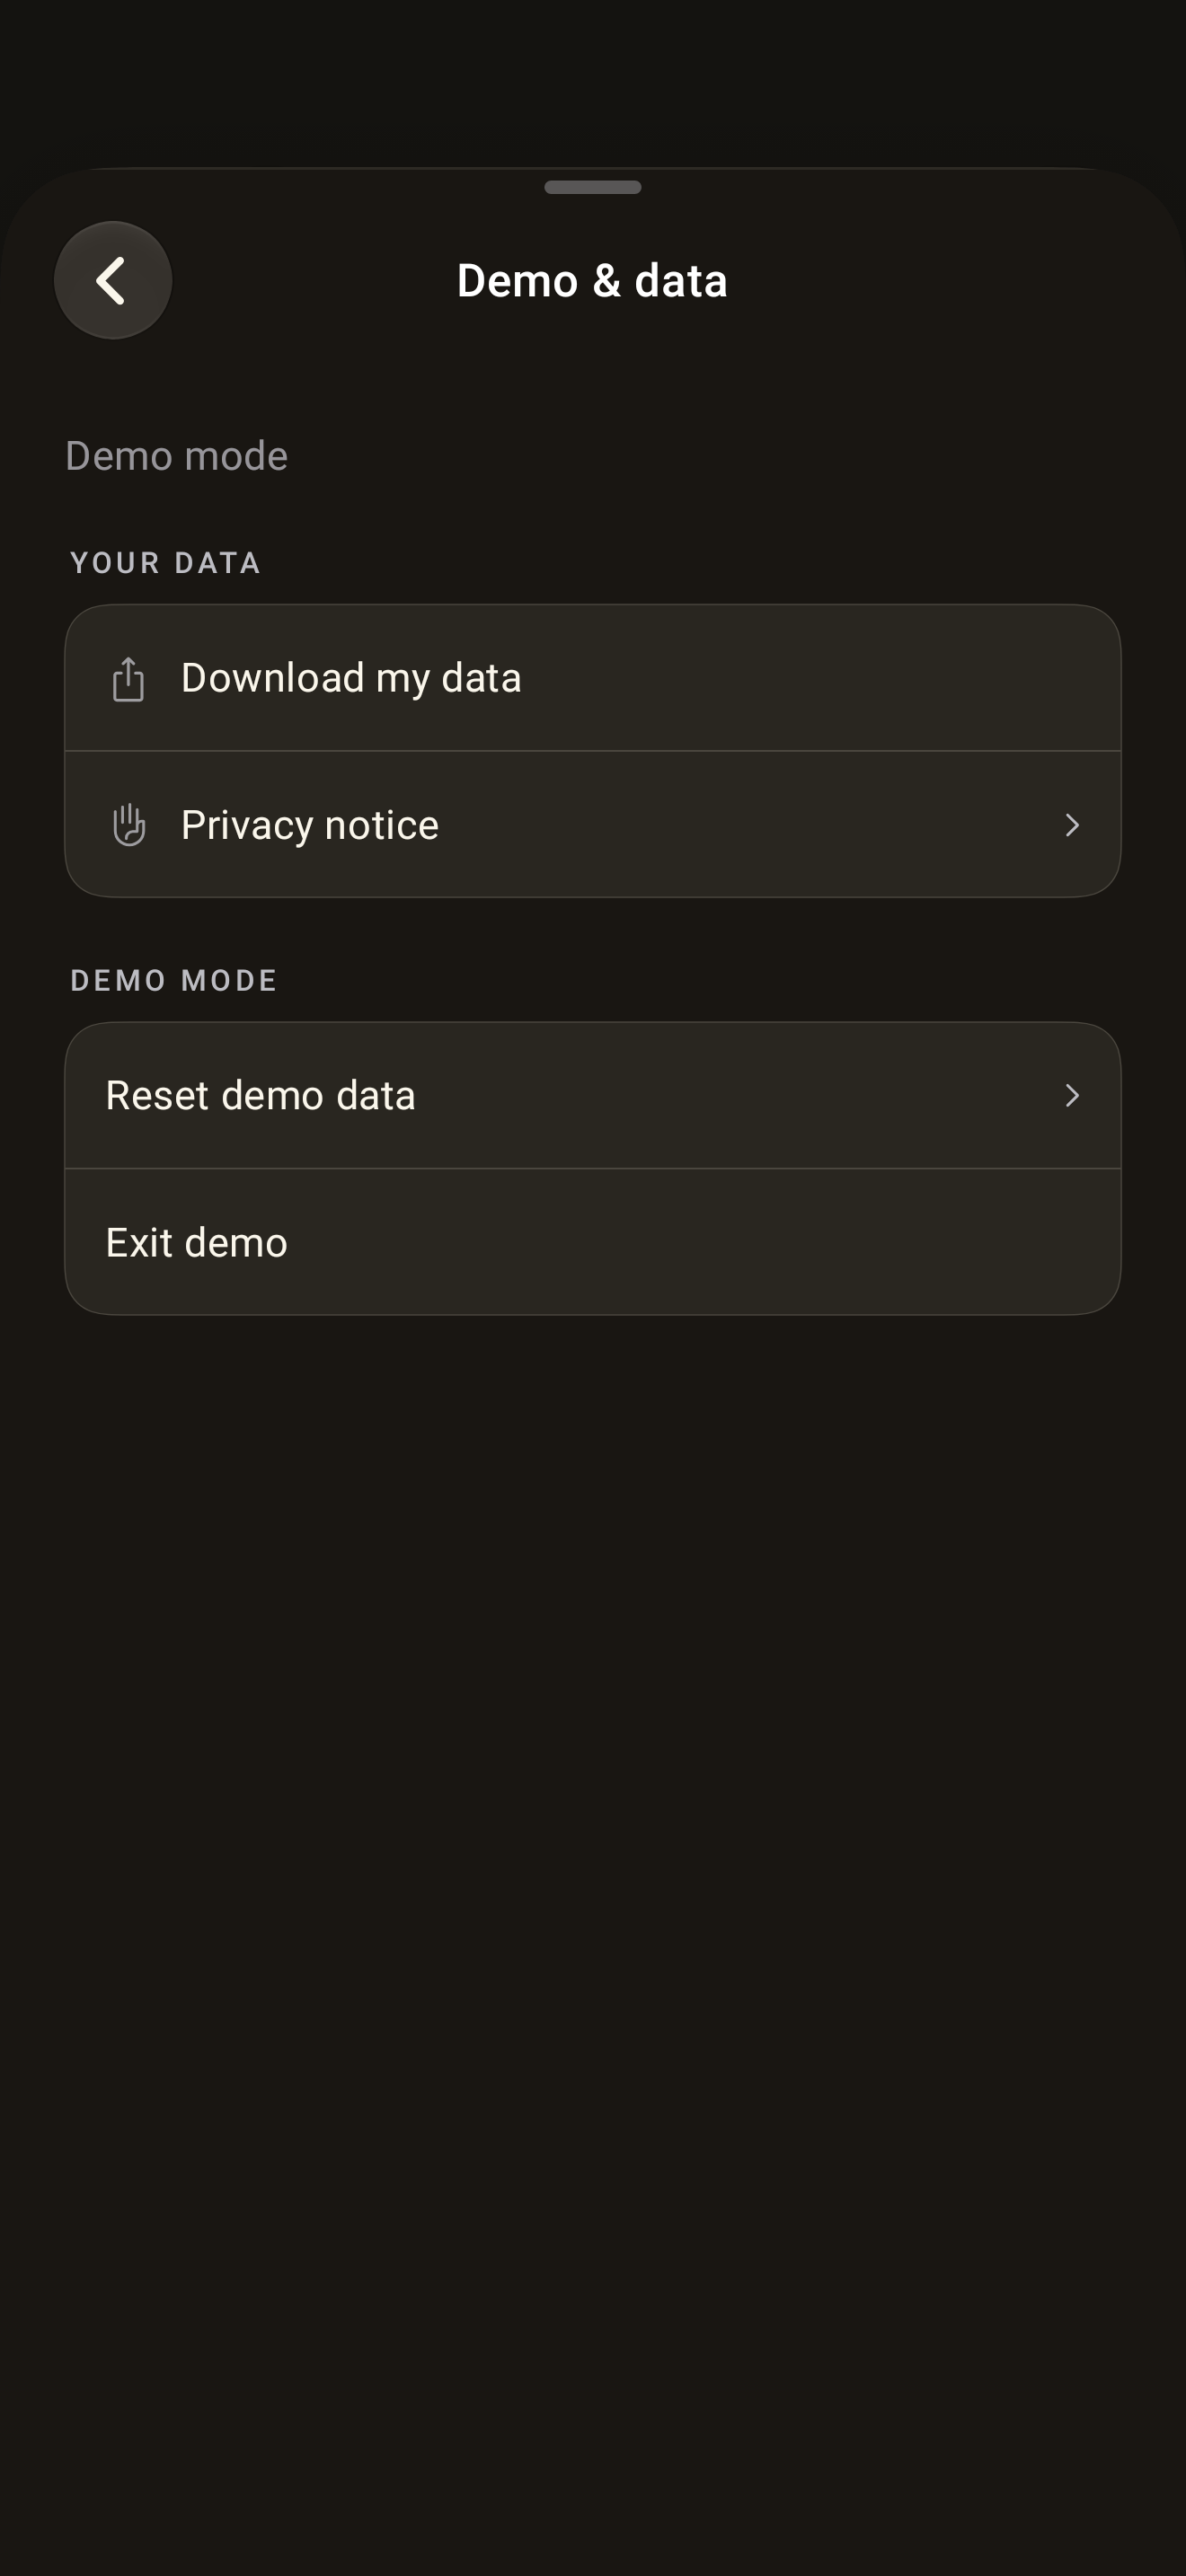 Demo & data
Demo mode
YOUR DATA
Download my data
Privacy notice
DEMO MODE
Reset demo data
Exit demo